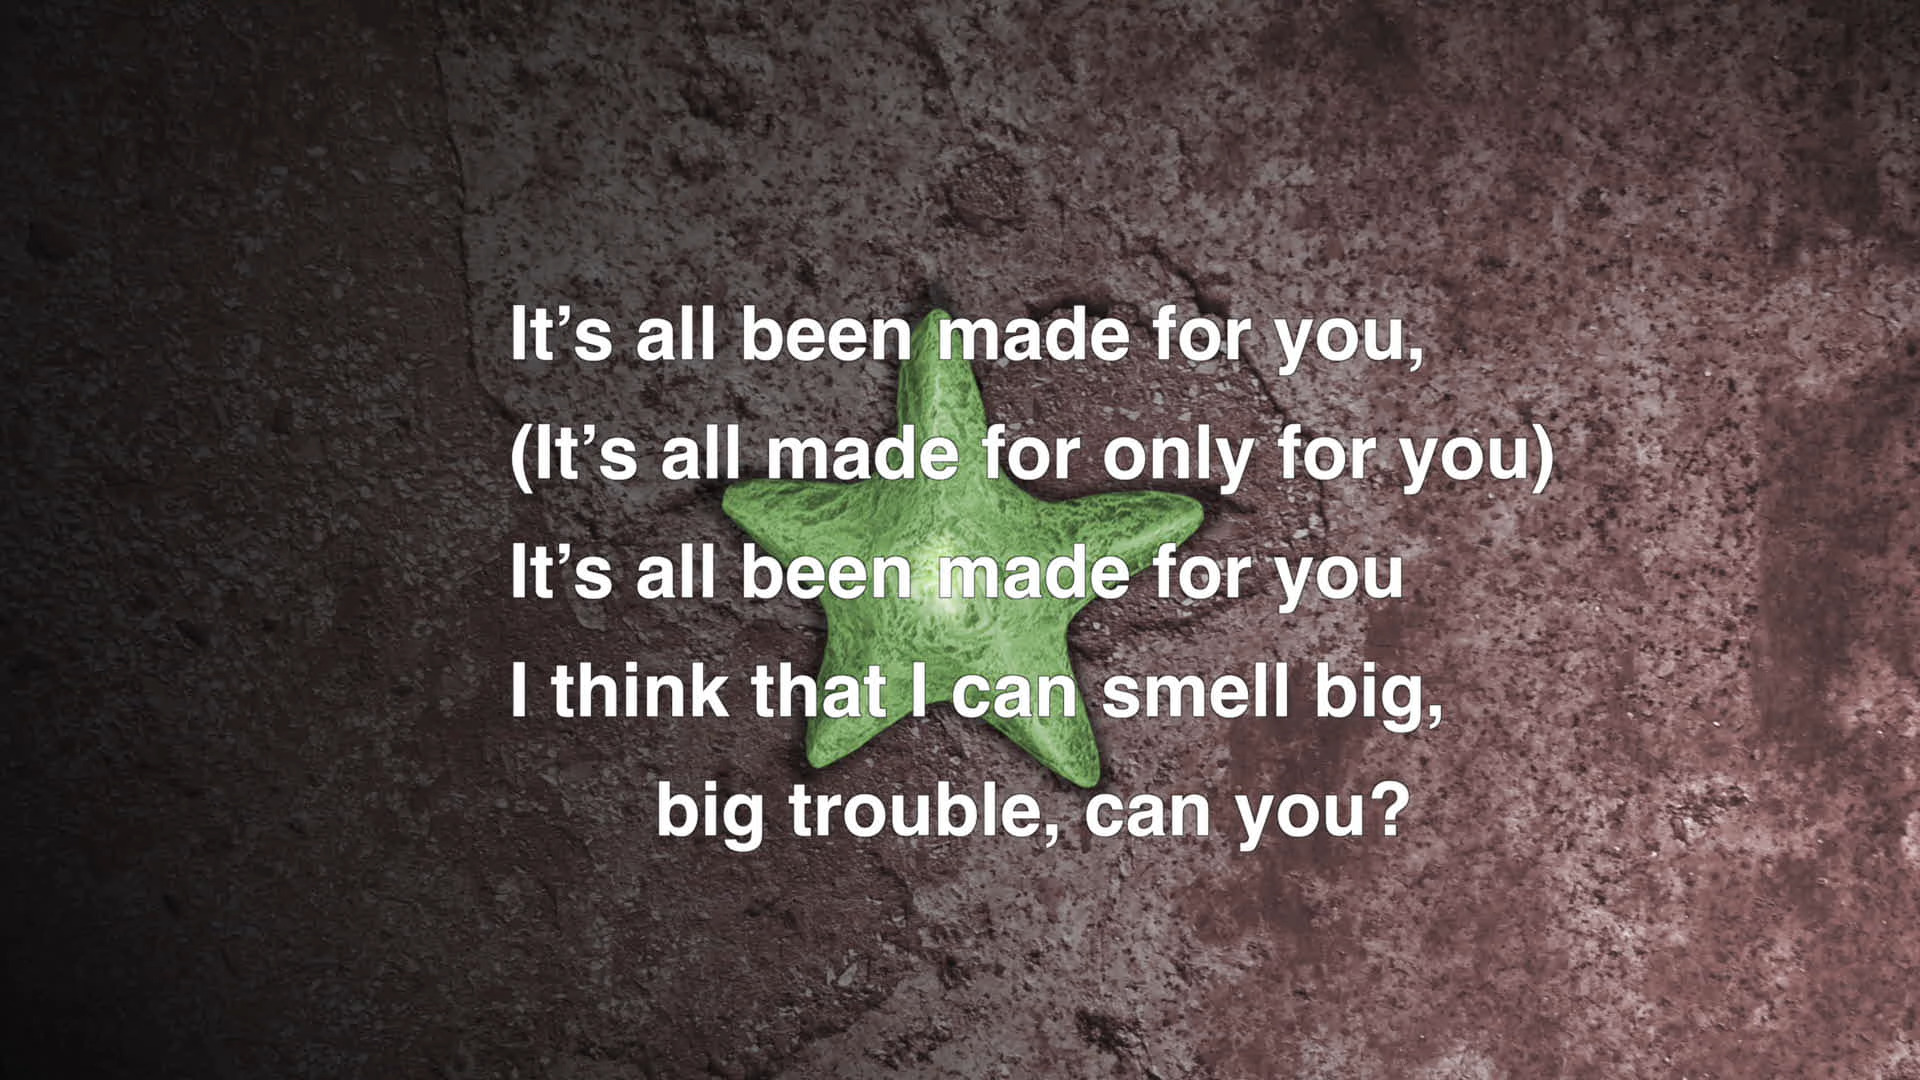 It’s all been made for you,
(It’s all made for only for you)
It’s all been made for you
I think that I can smell big,
big trouble, can you?